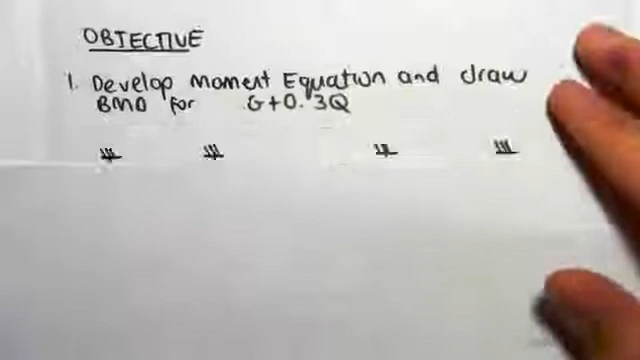 OBJECTIVE
1. Develop Moment Equation and draw
BMD for G+0.3Q